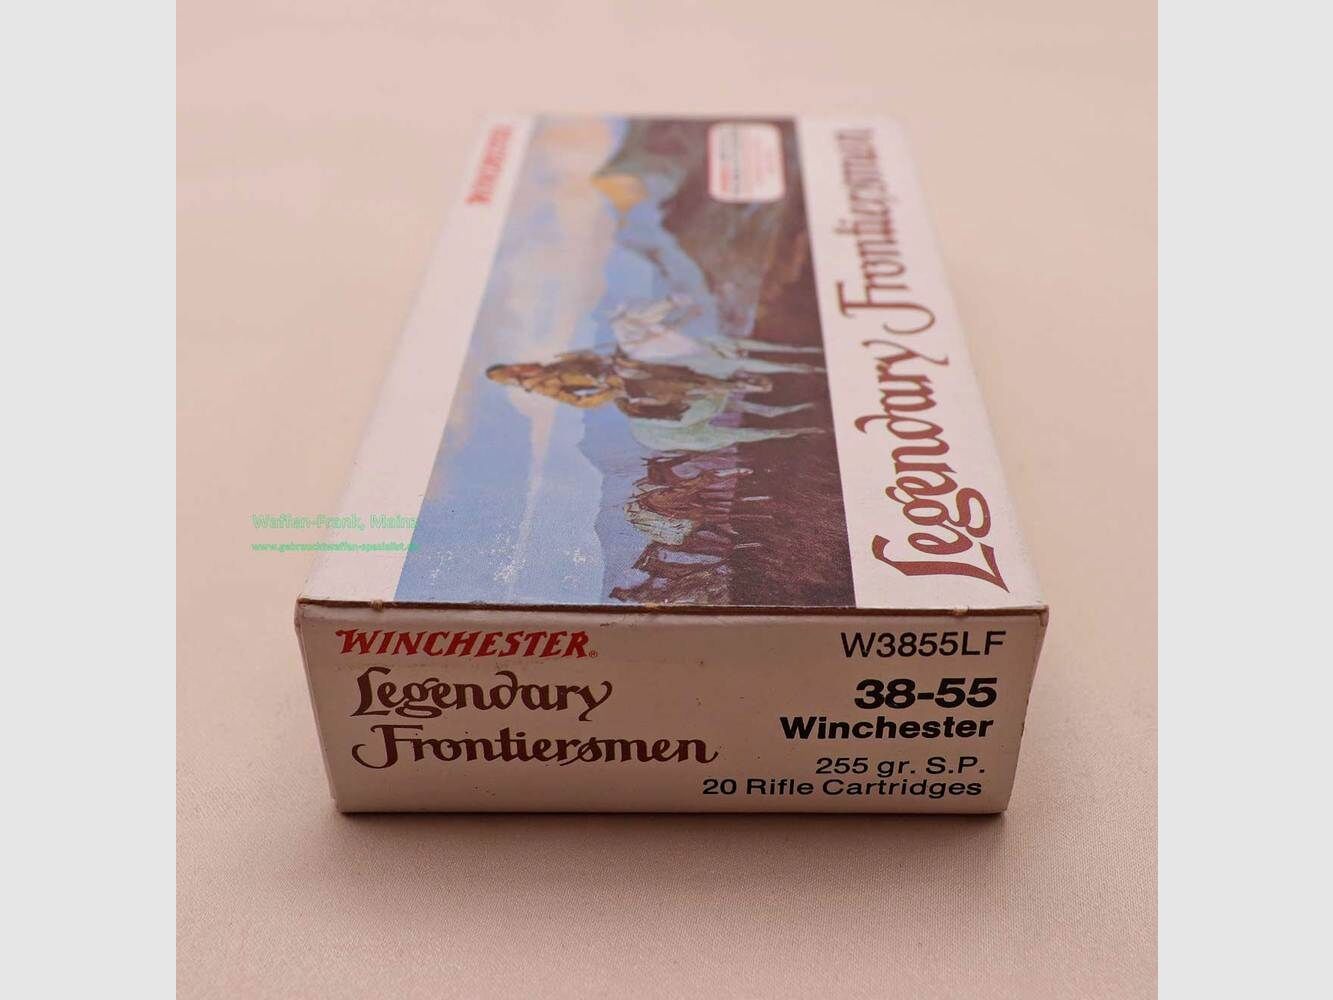 WINCHESTER
Legendary Frontiersmen
Waffen-Frank, Mainz
WINCHESTER®
Legendary
Frontiersmen
W3855LF
38-55
Winchester
255 gr. S.P.
20 Rifle Cartridges